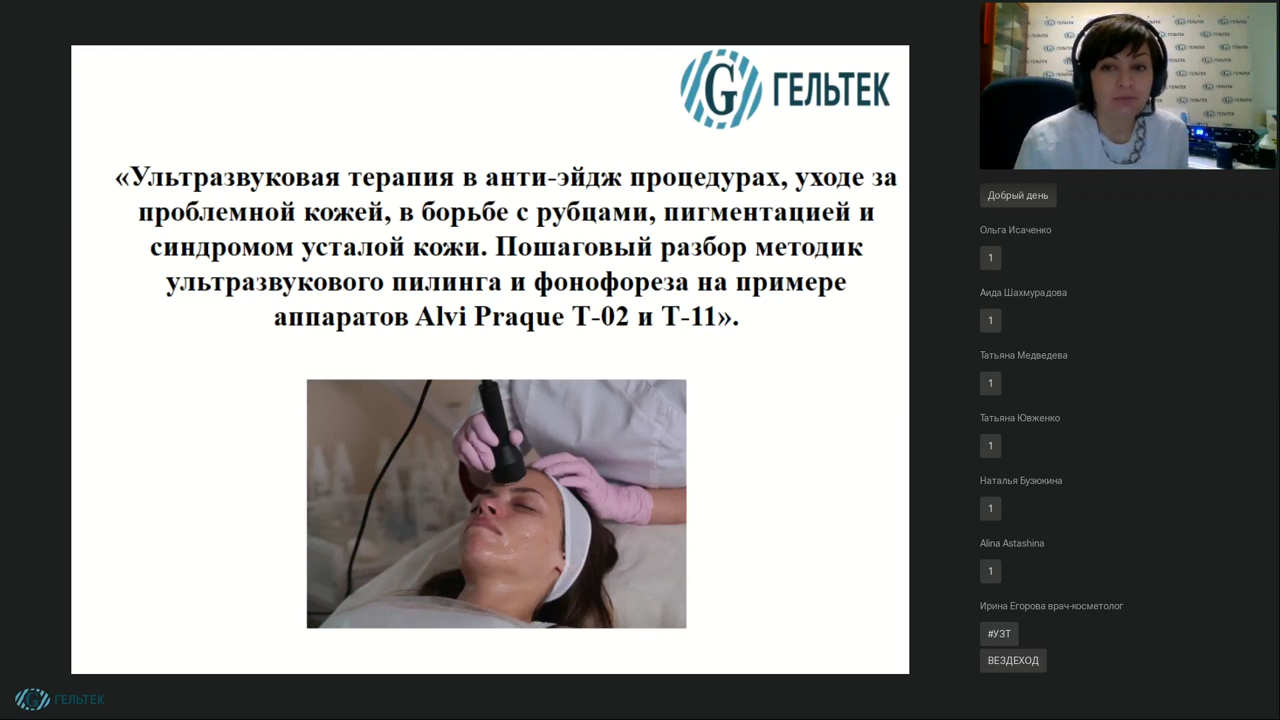 ГЕЛЬТЕК
«Ультразвуковая терапия в анти-эйдж процедурах, уходе за
проблемной кожей, в борьбе с рубцами, пигментацией и
синдромом усталой кожи. Пошаговый разбор методик
ультразвукового пилинга и фонофореза на примере
аппаратов Alvi Praque Т-02 и Т-11».
Добрый день
Ольга Исаченко
1
Аида Шахмурадова
1
Татьяна Медведева
1
Татьяна Ювженко
1
Наталья Бузюкина
1
Alina Astashina
1
Ирина Егорова врач-косметолог
#УЗТ
ВЕЗДЕХОД
ГЕЛЬТЕК